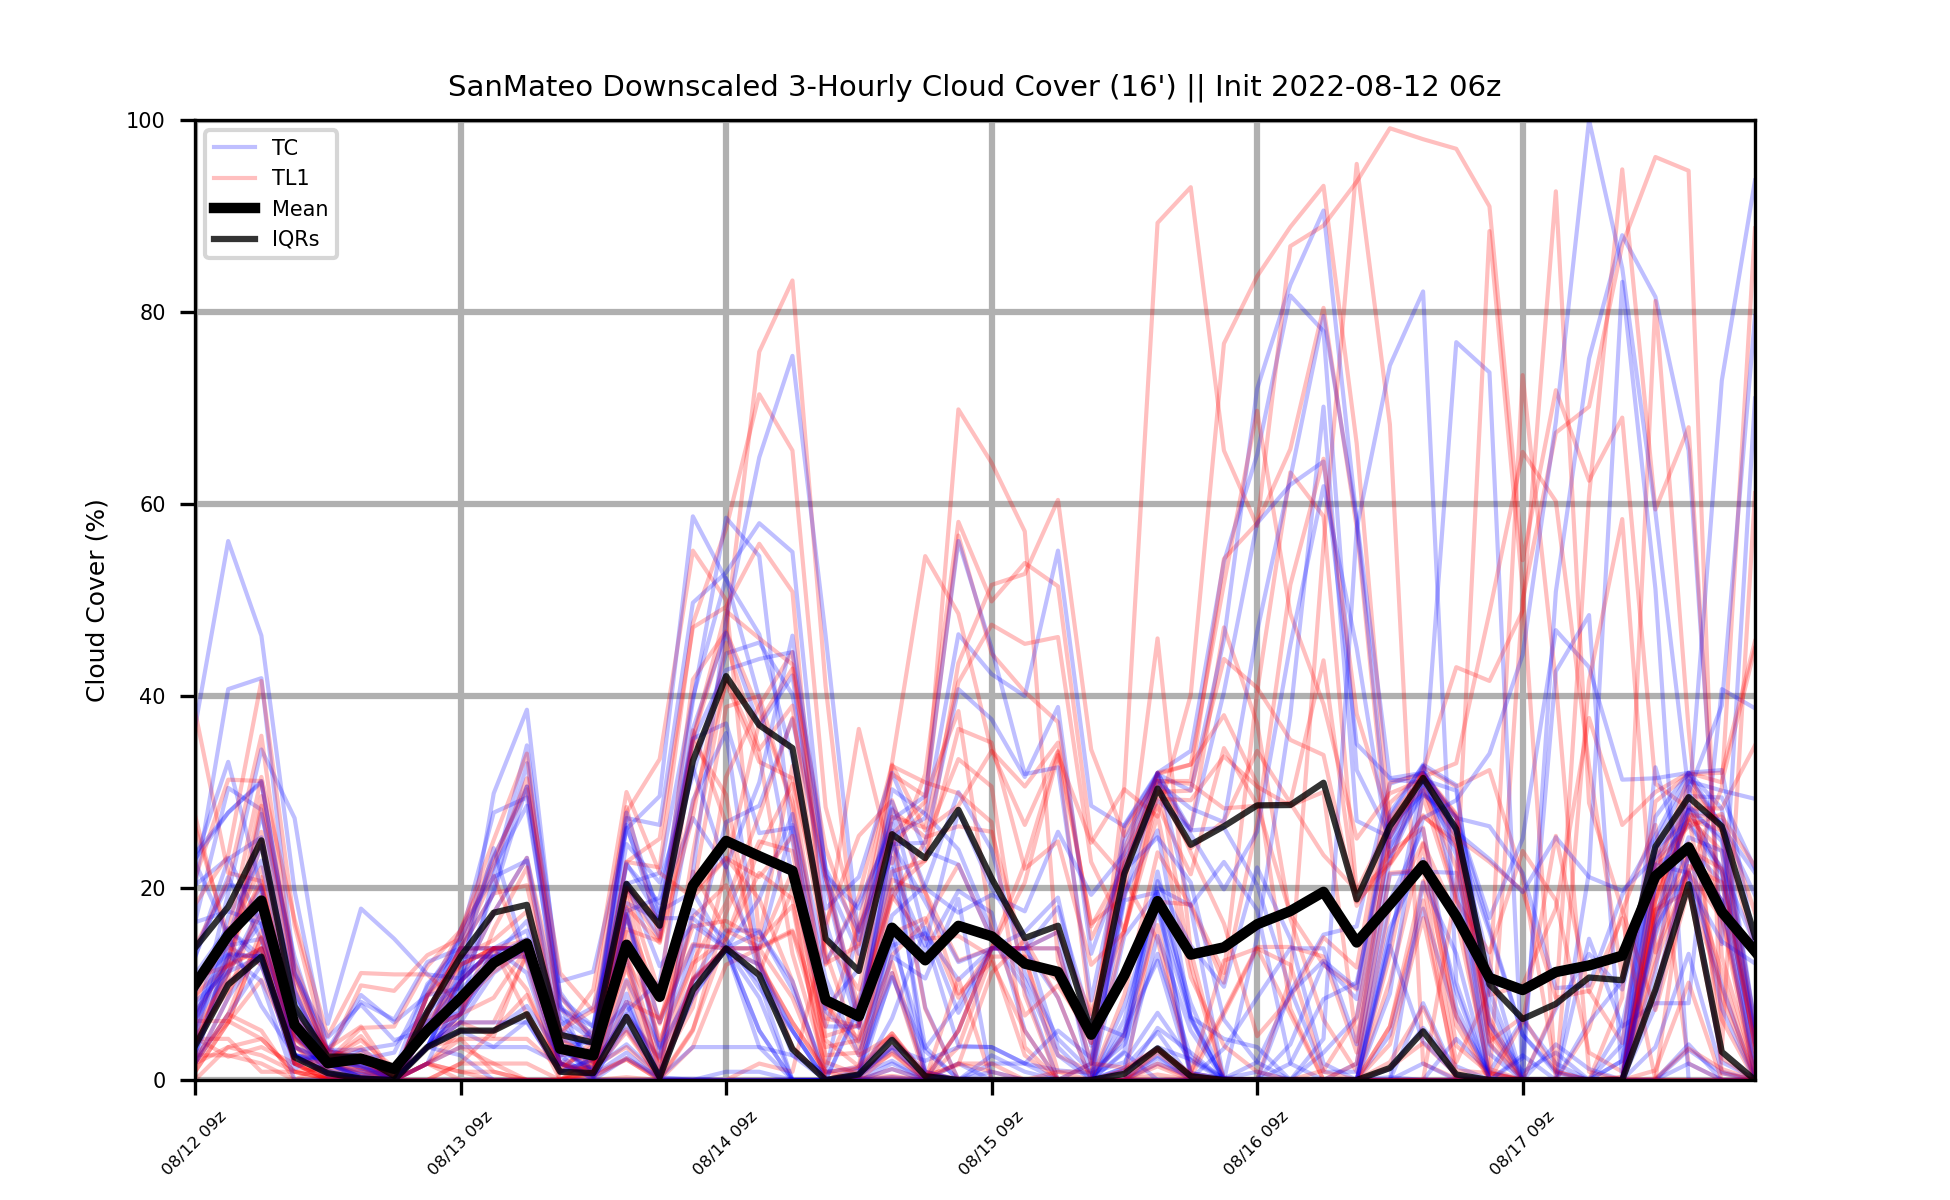 SanMateo Downscaled 3-Hourly Cloud Cover (16') || Init 2022-08-12 06z
100
80
60
40
20
0
Cloud Cover (%)
TC
TL1
Mean
IQRs
08/12 09z
08/13 09z
08/14 09z
08/15 09z
08/16 09z
08/17 09z